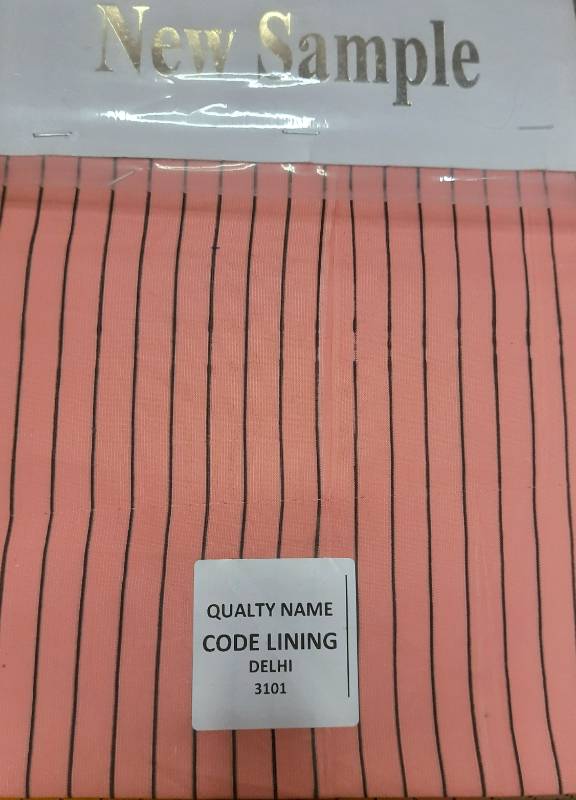 New Sample
QUALTY NAME
CODE LINING
DELHI
3101